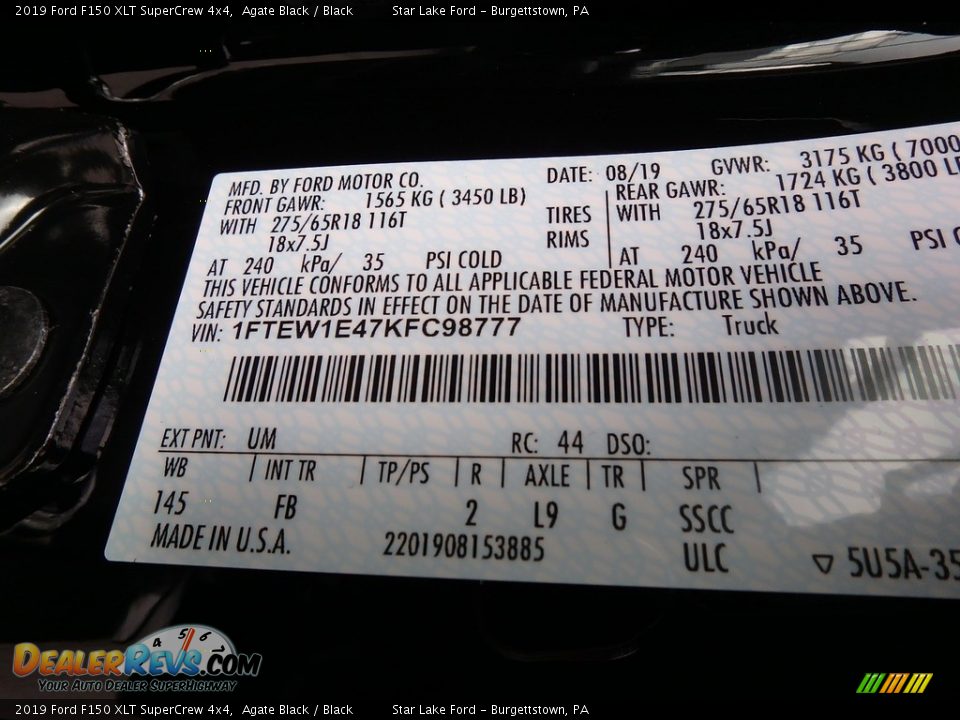 2019 Ford F150 XLT SuperCrew 4x4, Agate Black / Black Star Lake Ford - Burgettstown, PA
MFD. BY FORD MOTOR CO. DATE: 08/19 GVWR: 3175 KG ( 7000
FRONT GAWR: 1565 KG ( 3450 LB) REAR GAWR: 1724 KG ( 3800 LB
WITH 275/65R18 116T TIRES WITH 275/65R18 116T
18x7.5J RIMS 18x7.5J
AT 240 kPa/ 35 PSI COLD AT 240 kPa/ 35 PSI C
THIS VEHICLE CONFORMS TO ALL APPLICABLE FEDERAL MOTOR VEHICLE
SAFETY STANDARDS IN EFFECT ON THE DATE OF MANUFACTURE SHOWN ABOVE.
VIN: 1FTEW1E47KFC98777 TYPE: Truck
EXT PNT: UM RC: 44 DSO:
WB INT TR TP/PS R AXLE TR SPR
145 FB 2 L9 G SSCC
MADE IN U.S.A. 2201908153885 ULC ▽ 5U5A-35
4 5 6
DealerRevs.com
Your Auto Dealer SuperHighway
2019 Ford F150 XLT SuperCrew 4x4, Agate Black / Black Star Lake Ford - Burgettstown, PA